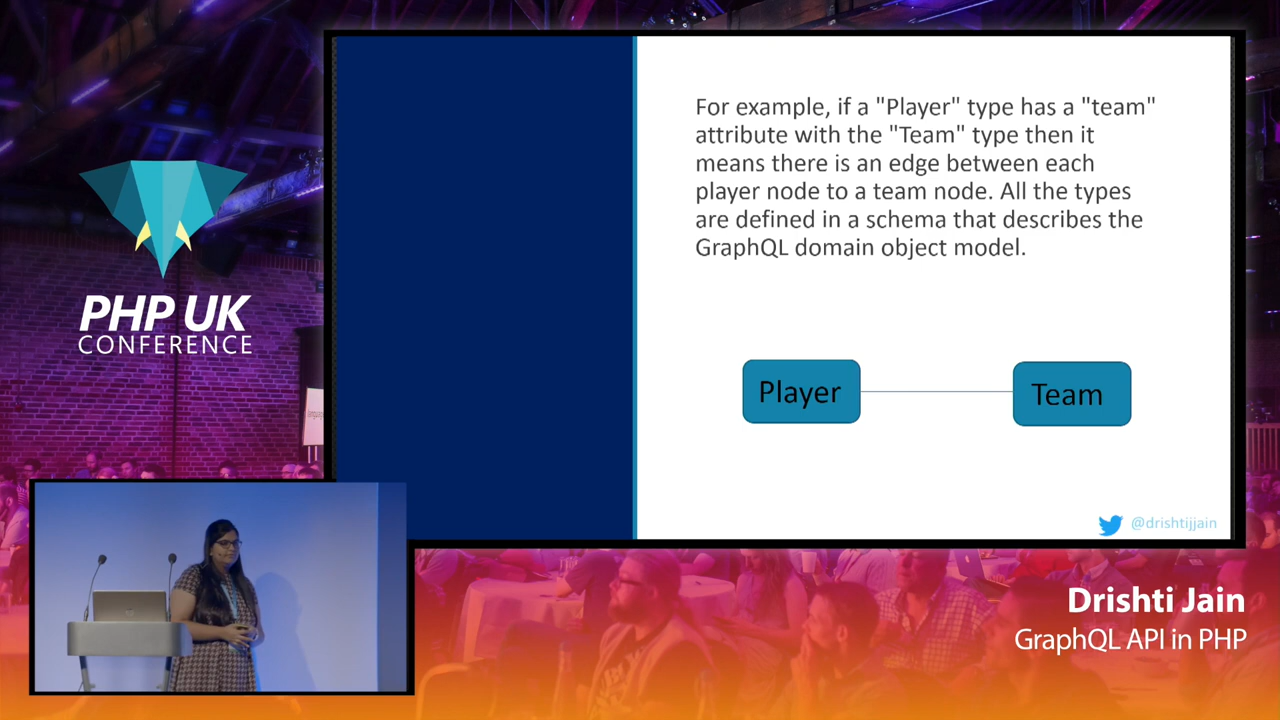 PHP UK
CONFERENCE
For example, if a "Player" type has a "team"
attribute with the "Team" type then it
means there is an edge between each
player node to a team node. All the types
are defined in a schema that describes the
GraphQL domain object model.
Player
Team
@drishtijjain
Drishti Jain
GraphQL API in PHP